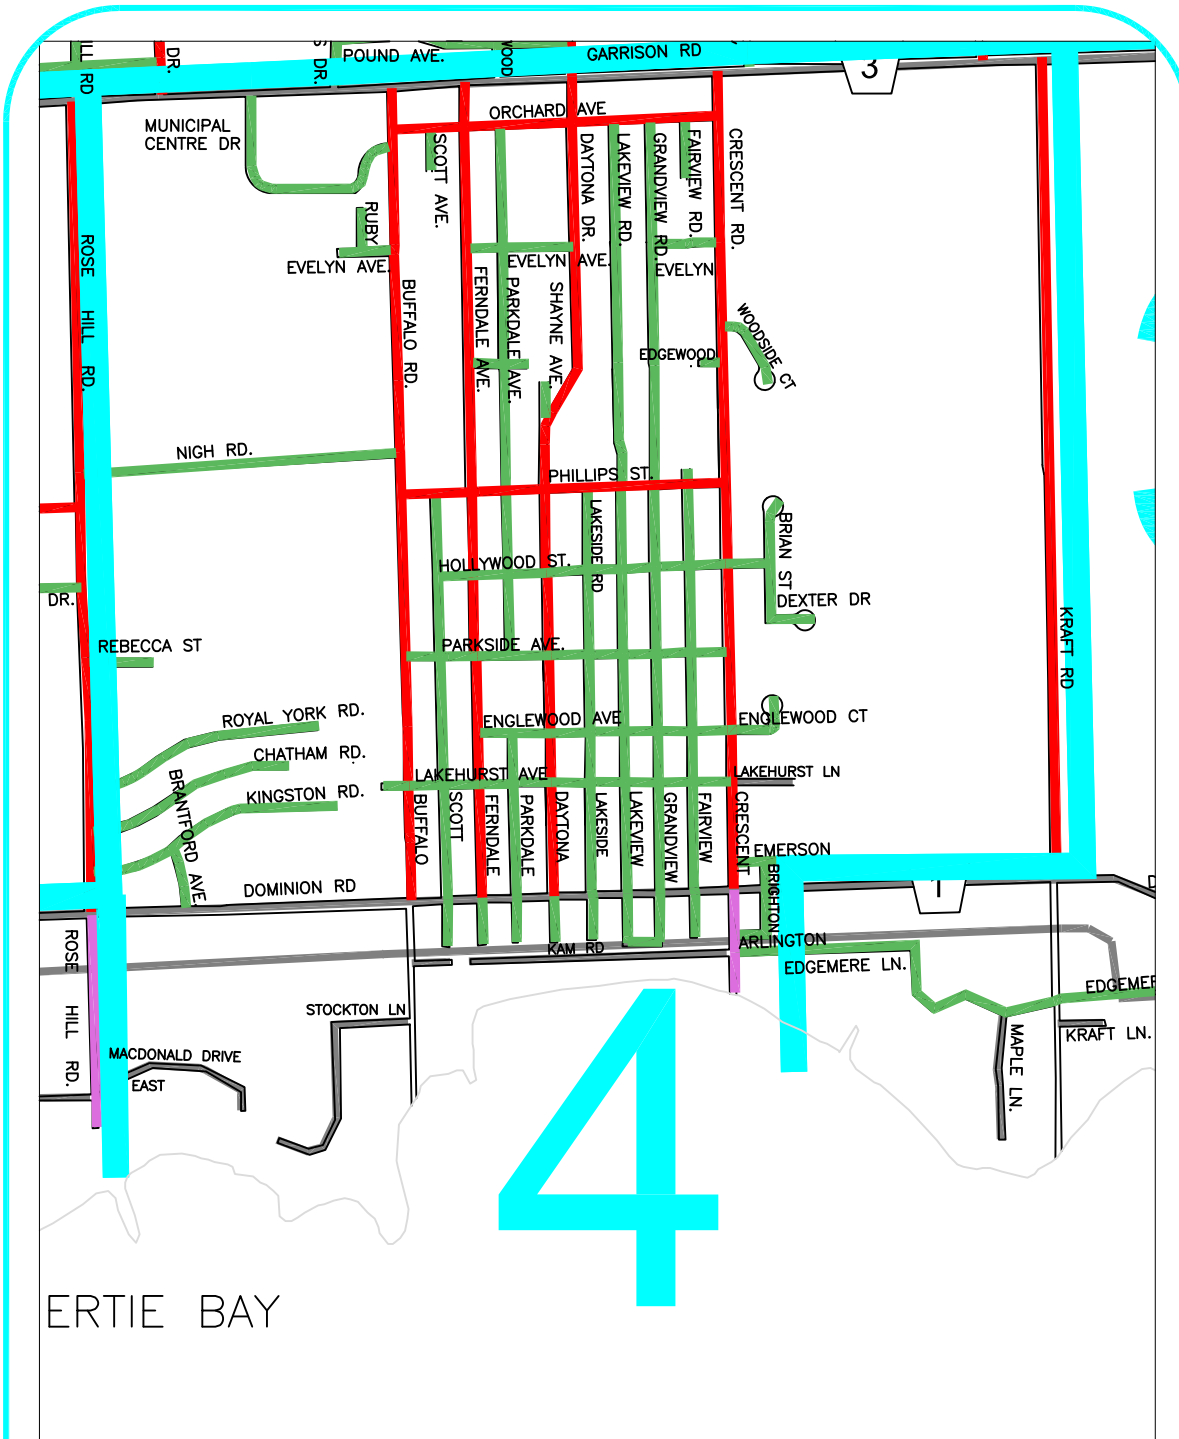 POUND AVE.
GARRISON RD
DR.
S DR.
WOOD
RD
3
MUNICIPAL
CENTRE DR
ORCHARD AVE
SCOTT AVE.
DAYTONA DR.
LAKEVIEW RD.
GRANDVIEW RD.
FAIRVIEW RD.
CRESCENT RD.
RUBY
EVELYN AVE.
EVELYN AVE.
EVELYN
ROSE HILL RD.
BUFFALO RD.
FERNDALE AVE.
PARKDALE AVE.
SHAYNE AVE.
EDGEWOOD
WOODSIDE CT
NIGH RD.
PHILLIPS ST.
LAKESIDE RD
BRIAN ST
HOLLYWOOD ST.
DR.
DEXTER DR
REBECCA ST
PARKSIDE AVE.
KRAFT RD
ROYAL YORK RD.
ENGLEWOOD AVE
ENGLEWOOD CT
CHATHAM RD.
BRANTFORD AVE.
KINGSTON RD.
LAKEHURST AVE
LAKEHURST LN
BUFFALO
SCOTT
FERNDALE
PARKDALE
DAYTONA
LAKESIDE
LAKEVIEW
GRANDVIEW
FAIRVIEW
CRESCENT
EMERSON
BRIGHTON
DOMINION RD
1
ROSE HILL RD.
KAM RD
ARLINGTON
EDGEMERE LN.
EDGEMER
STOCKTON LN
MAPLE LN.
KRAFT LN.
MACDONALD DRIVE
EAST
4
ERTIE BAY